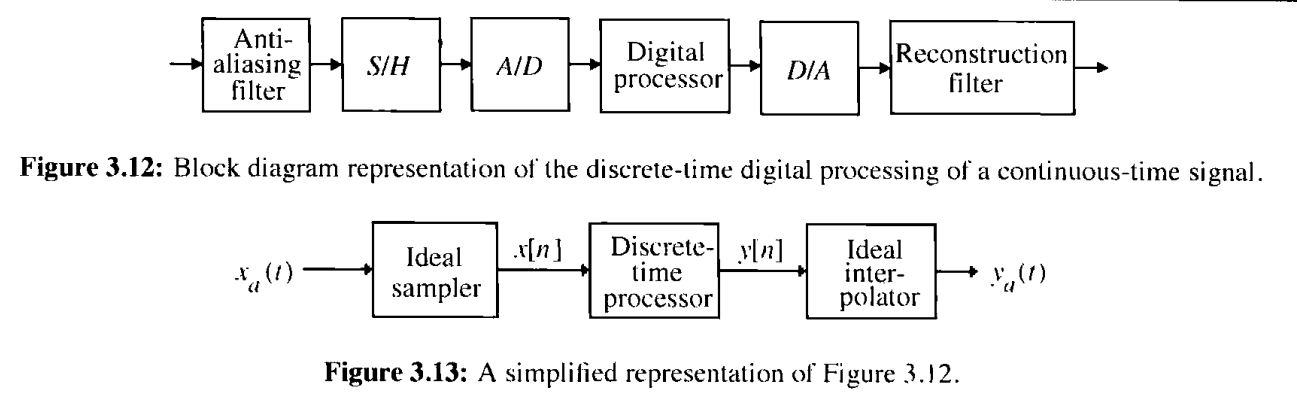 Anti-
aliasing
filter
S/H
A/D
Digital
processor
D/A
Reconstruction
filter
Figure 3.12: Block diagram representation of the discrete-time digital processing of a continuous-time signal.
x_a(t)
Ideal
sampler
x[n]
Discrete-
time
processor
y[n]
Ideal
inter-
polator
y_a(t)
Figure 3.13: A simplified representation of Figure 3.12.